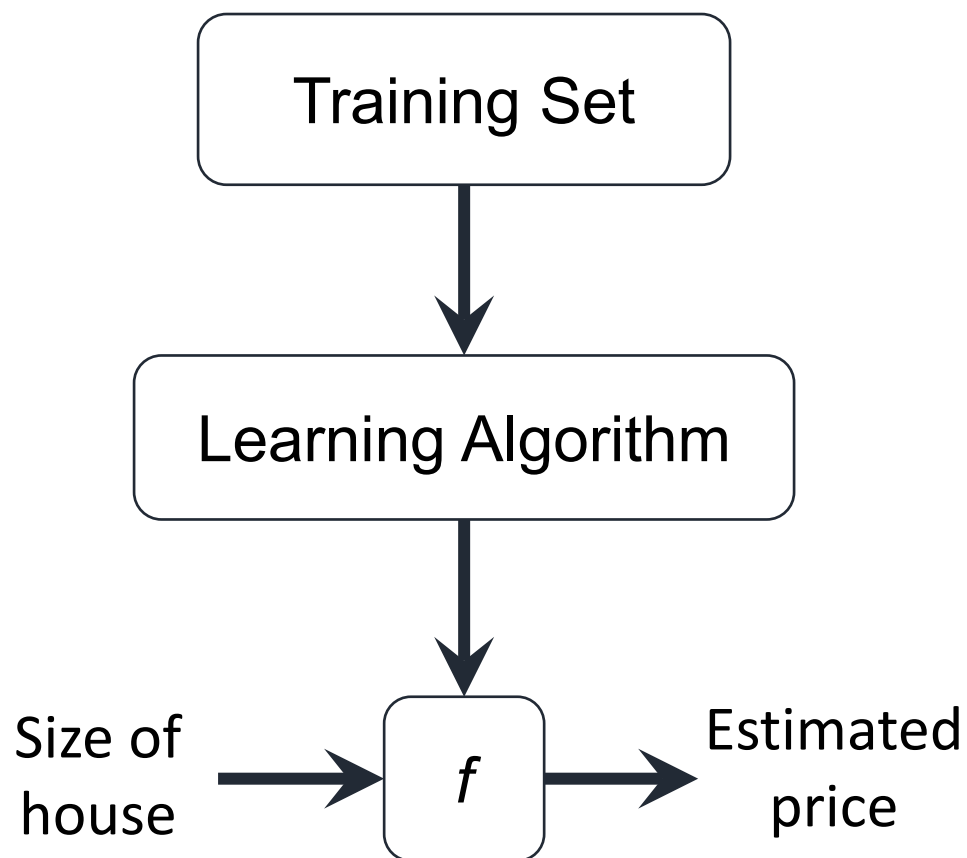 Training Set
Learning Algorithm
Size of
house
f
Estimated
price